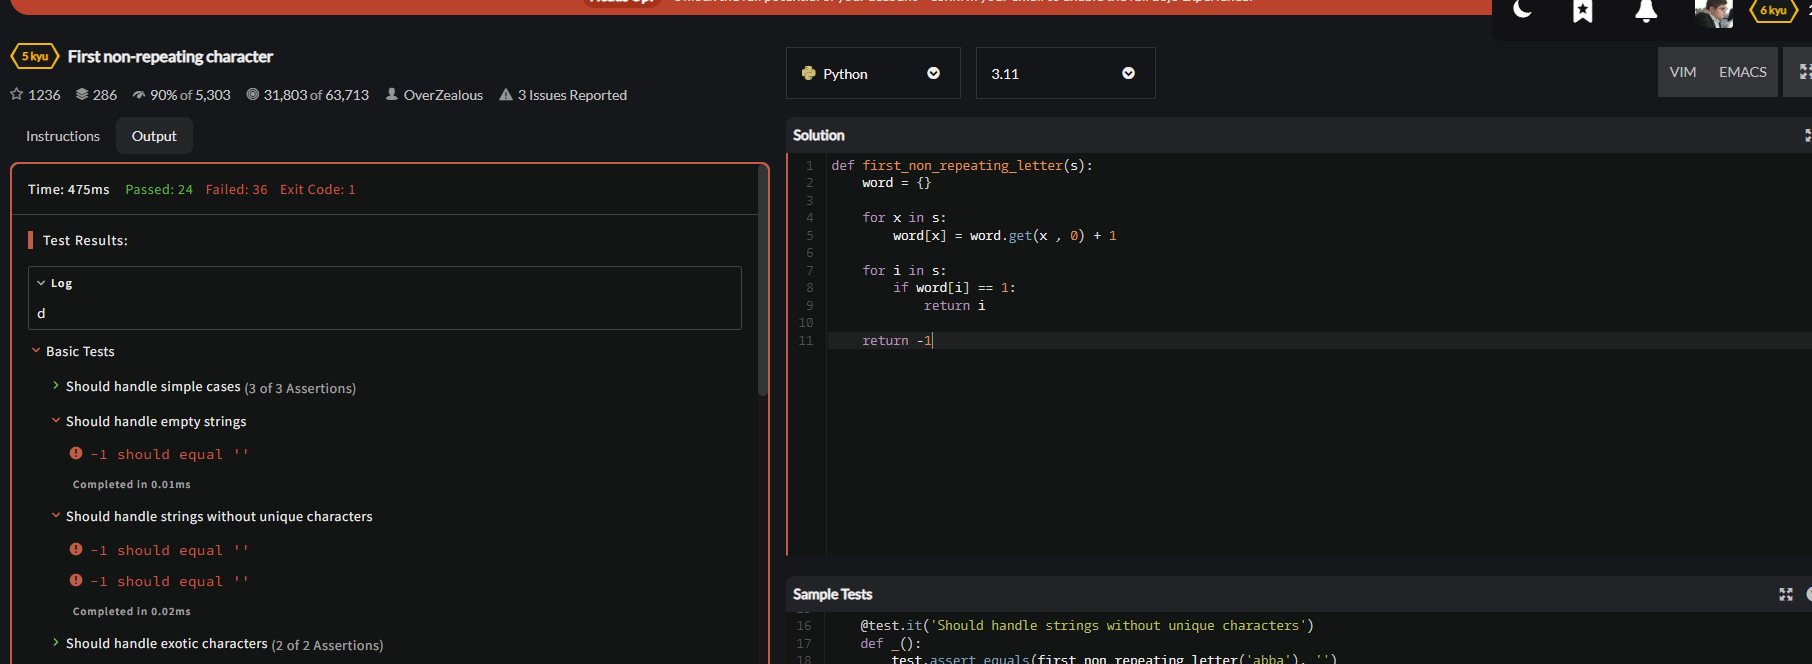 6 kyu
5 kyu First non-repeating character
1236 286 90% of 5,303 31,803 of 63,713 OverZealous 3 Issues Reported
Instructions Output
Time: 475ms Passed: 24 Failed: 36 Exit Code: 1
Test Results:
Log
d
Basic Tests
Should handle simple cases (3 of 3 Assertions)
Should handle empty strings
-1 should equal ''
Completed in 0.01ms
Should handle strings without unique characters
-1 should equal ''
-1 should equal ''
Completed in 0.02ms
Should handle exotic characters (2 of 2 Assertions)
Python 3.11 VIM EMACS
Solution
1 def first_non_repeating_letter(s):
2 word = {}
3
4 for x in s:
5 word[x] = word.get(x , 0) + 1
6
7 for i in s:
8 if word[i] == 1:
9 return i
10
11 return -1
Sample Tests
16 @test.it('Should handle strings without unique characters')
17 def _():
18 test.assert_equals(first_non_repeating_letter('abba'), '')